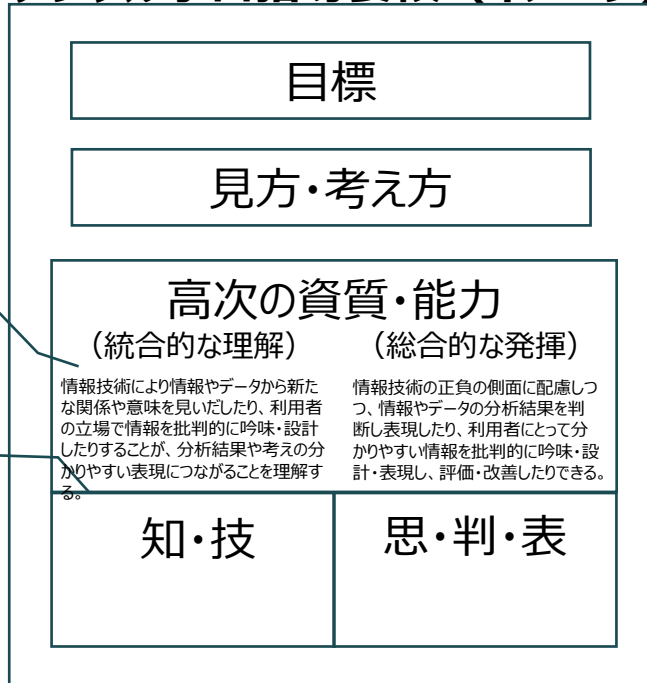 目標
見方・考え方
高次の資質・能力
（統合的な理解）
（総合的な発揮）
情報技術により情報やデータから新た
な関係や意味を見いだしたり、利用者
の立場で情報を批判的に吟味・設計
したりすることが、分析結果や考えの分
かりやすい表現につながることを理解す
る。
情報技術の正負の側面に配慮しつ
つ、情報やデータの分析結果を判
断し表現したり、利用者にとって分
かりやすい情報を批判的に吟味・設
計・表現し、評価・改善したりできる。
知・技
思・判・表